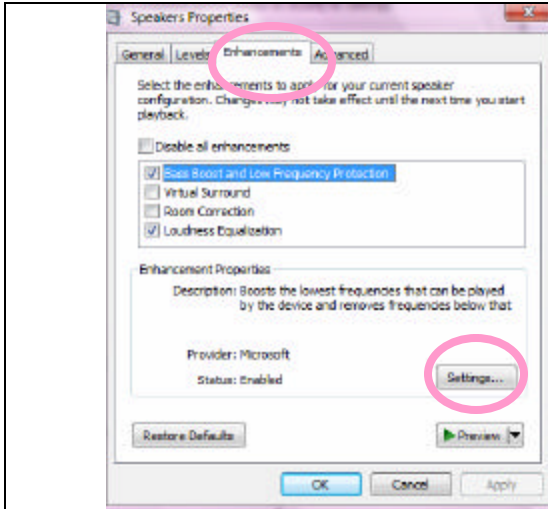 Speakers Properties
General Levels Enhancements Advanced
Select the enhancements to apply for your current speaker
configuration. Changes may not take effect until the next time you start
playback.
Disable all enhancements
Bass Boost and Low Frequency Protection
Virtual Surround
Room Correction
Loudness Equalization
Enhancement Properties
Description: Boosts the lowest frequencies that can be played
by the device and removes frequencies below that
Provider: Microsoft
Status: Enabled
Settings...
Restore Defaults
Preview
OK Cancel Apply